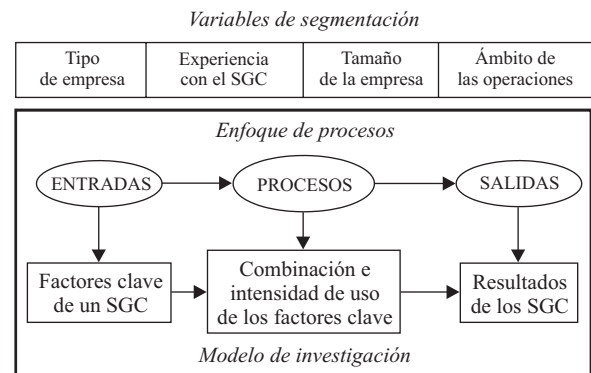 Variables de segmentación
Tipo
de empresa
Experiencia
con el SGC
Tamaño
de la empresa
Ámbito de
las operaciones
Enfoque de procesos
ENTRADAS
PROCESOS
SALIDAS
Factores clave
de un SGC
Combinación e
intensidad de uso
de los factores clave
Resultados
de los SGC
Modelo de investigación